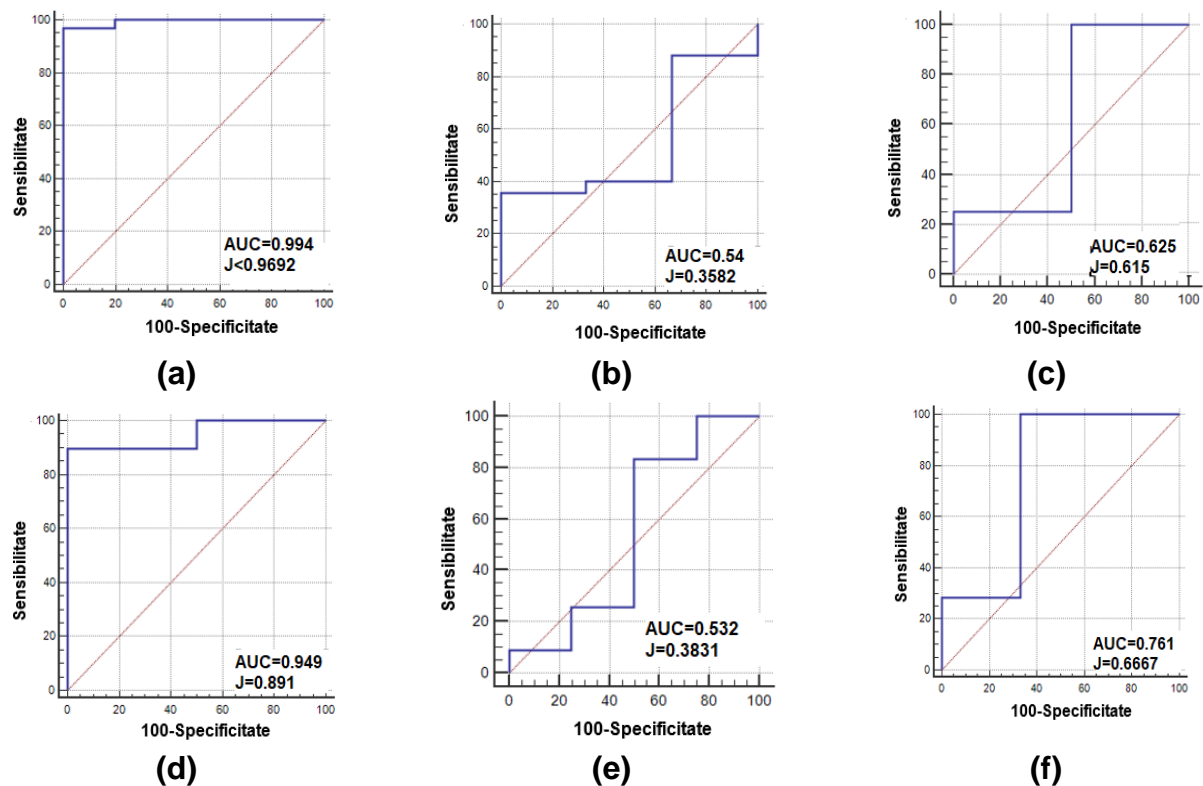 100
80
60
40
20
0
Sensibilitate
AUC=0.994
J<0.9692
0 20 40 60 80 100
100-Specificitate
(a)
100
80
60
40
20
0
Sensibilitate
AUC=0.54
J=0.3582
0 20 40 60 80 100
100-Specificitate
(b)
100
80
60
40
20
0
Sensibilitate
AUC=0.625
J=0.615
0 20 40 60 80 100
100-Specificitate
(c)
100
80
60
40
20
0
Sensibilitate
AUC=0.949
J=0.891
0 20 40 60 80 100
100-Specificitate
(d)
100
80
60
40
20
0
Sensibilitate
AUC=0.532
J=0.3831
0 20 40 60 80 100
100-Specificitate
(e)
100
80
60
40
20
0
Sensibilitate
AUC=0.761
J=0.6667
0 20 40 60 80 100
100-Specificitate
(f)